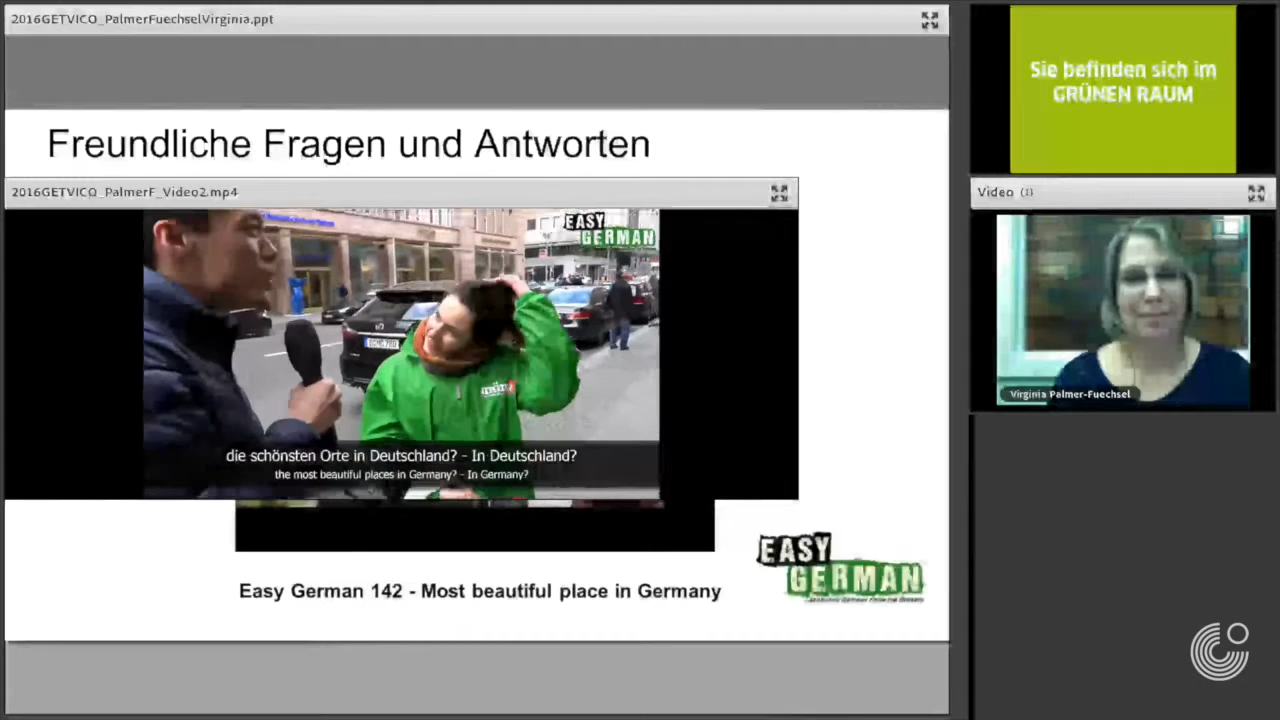 2016GETVICO_PalmerFuechselVirginia.ppt
Sie befinden sich im
GRÜNEN RAUM
Freundliche Fragen und Antworten
2016GETVICO_PalmerF_Video2.mp4
EASY
GERMAN
die schönsten Orte in Deutschland? - In Deutschland?
the most beautiful places in Germany? - In Germany?
Video (1)
Virginia Palmer-Fuechsel
EASY
GERMAN
Easy German 142 - Most beautiful place in Germany